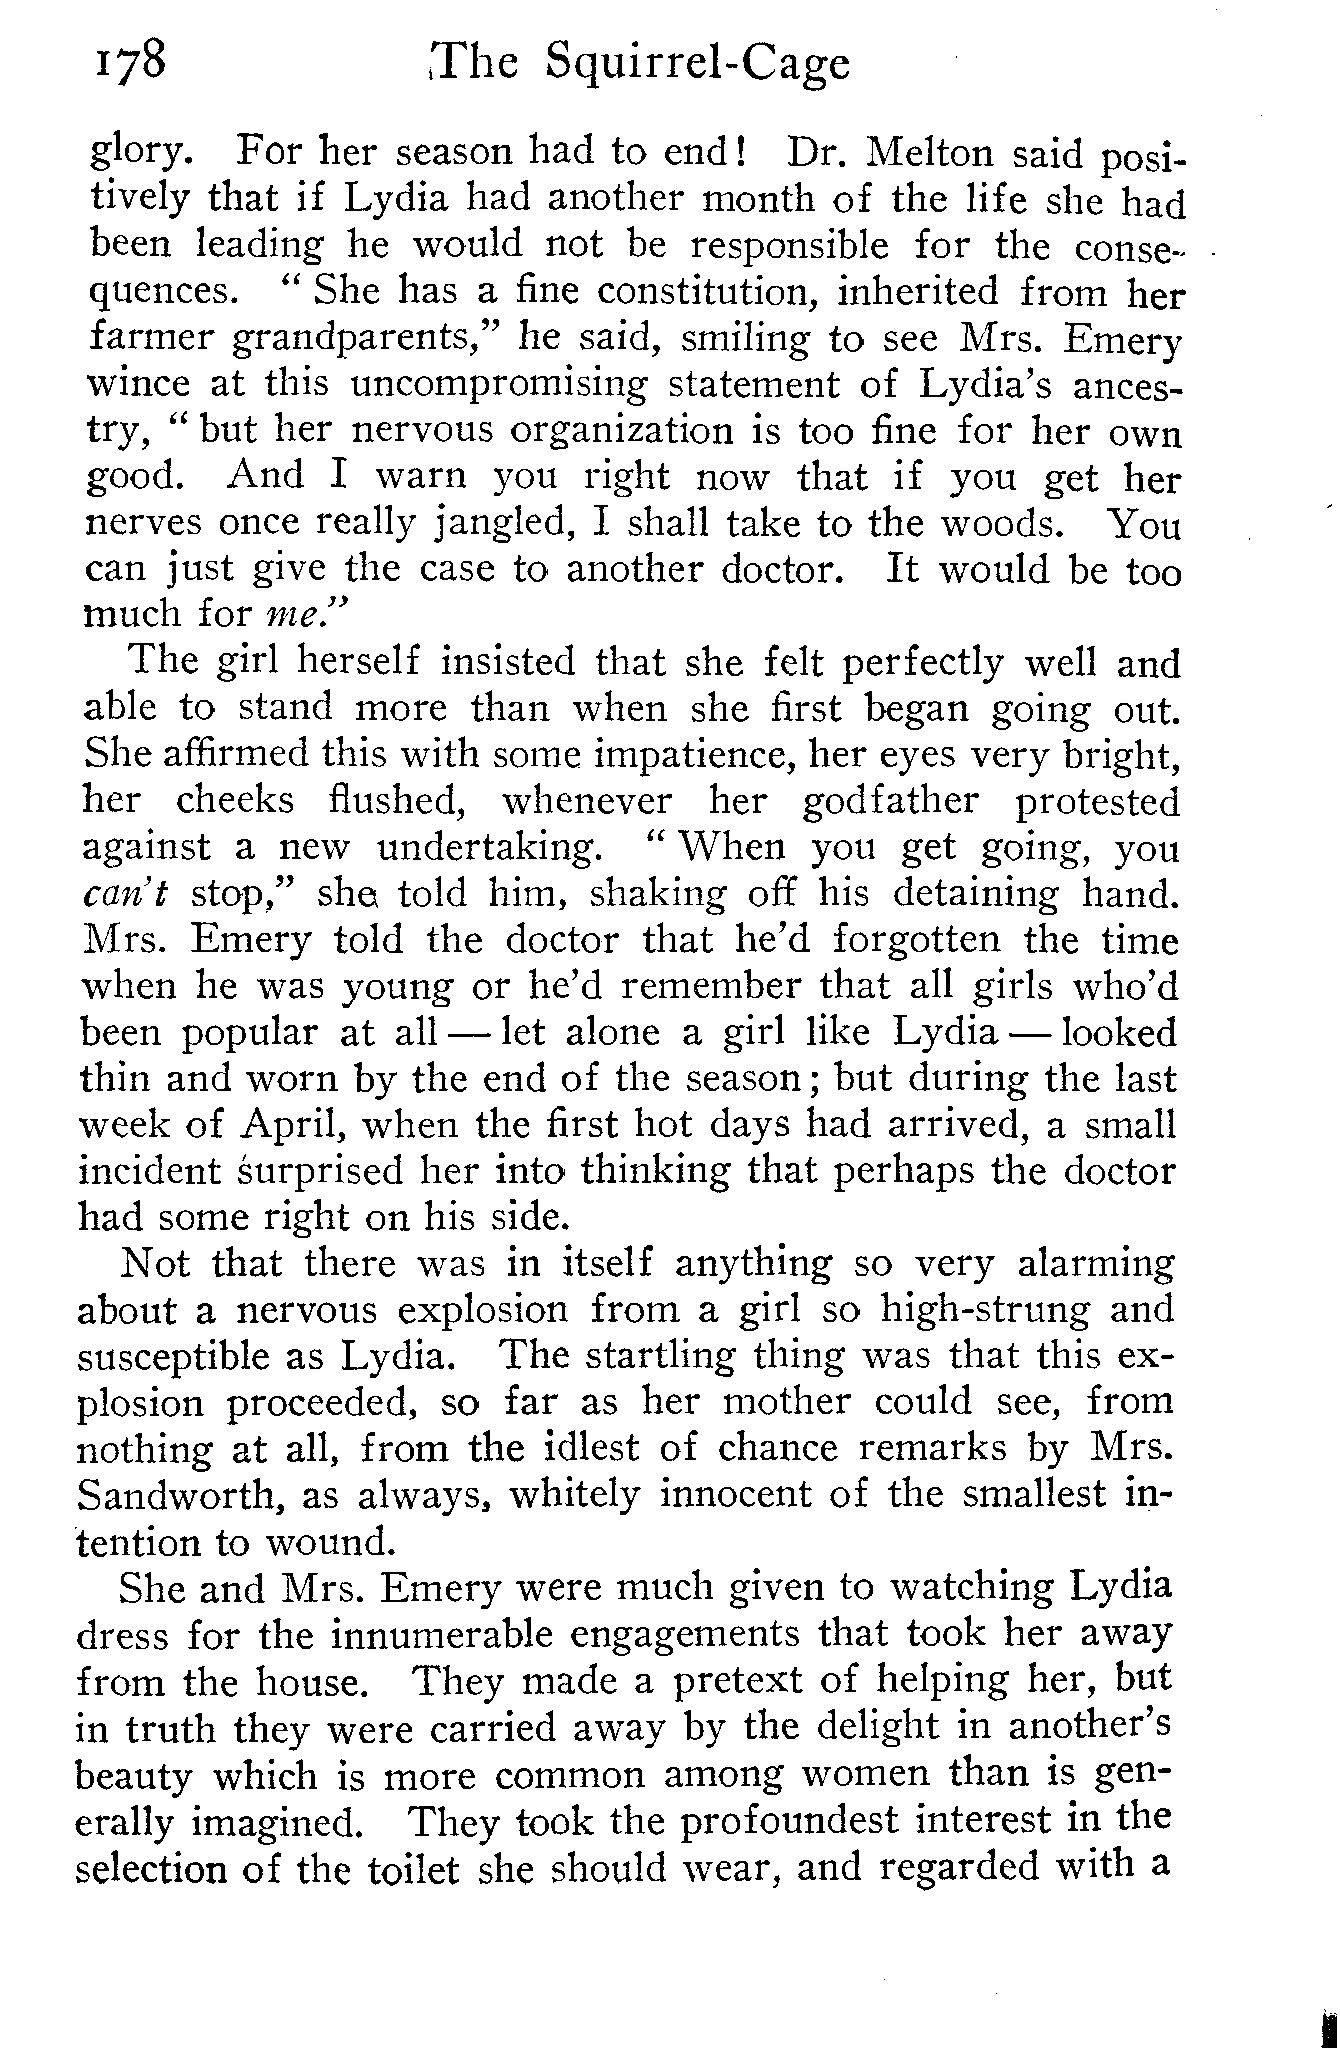 178 The Squirrel-Cage
glory. For her season had to end! Dr. Melton said posi-
tively that if Lydia had another month of the life she had
been leading he would not be responsible for the conse-
quences. " She has a fine constitution, inherited from her
farmer grandparents," he said, smiling to see Mrs. Emery
wince at this uncompromising statement of Lydia's ances-
try, " but her nervous organization is too fine for her own
good. And I warn you right now that if you get her
nerves once really jangled, I shall take to the woods. You
can just give the case to another doctor. It would be too
much for me."
The girl herself insisted that she felt perfectly well and
able to stand more than when she first began going out.
She affirmed this with some impatience, her eyes very bright,
her cheeks flushed, whenever her godfather protested
against a new undertaking. " When you get going, you
can't stop," she told him, shaking off his detaining hand.
Mrs. Emery told the doctor that he'd forgotten the time
when he was young or he'd remember that all girls who'd
been popular at all — let alone a girl like Lydia — looked
thin and worn by the end of the season; but during the last
week of April, when the first hot days had arrived, a small
incident surprised her into thinking that perhaps the doctor
had some right on his side.
Not that there was in itself anything so very alarming
about a nervous explosion from a girl so high-strung and
susceptible as Lydia. The startling thing was that this ex-
plosion proceeded, so far as her mother could see, from
nothing at all, from the idlest of chance remarks by Mrs.
Sandworth, as always, whitely innocent of the smallest in-
tention to wound.
She and Mrs. Emery were much given to watching Lydia
dress for the innumerable engagements that took her away
from the house. They made a pretext of helping her, but
in truth they were carried away by the delight in another's
beauty which is more common among women than is gen-
erally imagined. They took the profoundest interest in the
selection of the toilet she should wear, and regarded with a